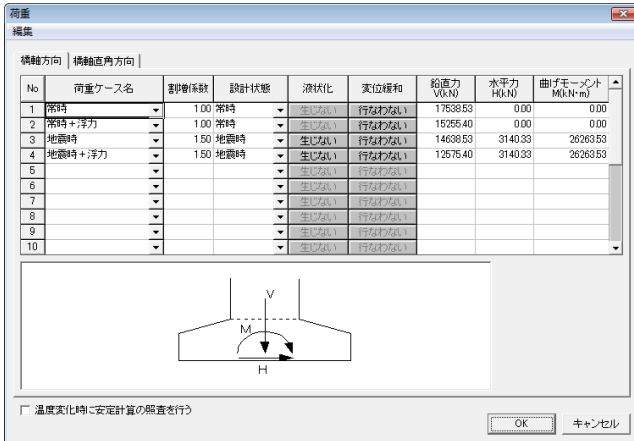 荷重
編集
橋軸方向 橋軸直角方向
No 荷重ケース名 割増係数 設計状態 液状化 変位緩和 鉛直力 V(kN) 水平力 H(kN) 曲げモーメント M(kN・m)
1 常時 1.00 常時 生じない 行なわない 17538.53 0.00 0.00
2 常時+浮力 1.00 常時 生じない 行なわない 15255.40 0.00 0.00
3 地震時 1.50 地震時 生じない 行なわない 14638.53 3140.33 26263.53
4 地震時+浮力 1.50 地震時 生じない 行なわない 12575.40 3140.33 26263.53
5 生じない 行なわない
6 生じない 行なわない
7 生じない 行なわない
8 生じない 行なわない
9 生じない 行なわない
10 生じない 行なわない
V
M
H
温度変化時に安定計算の照査を行う
OK キャンセル